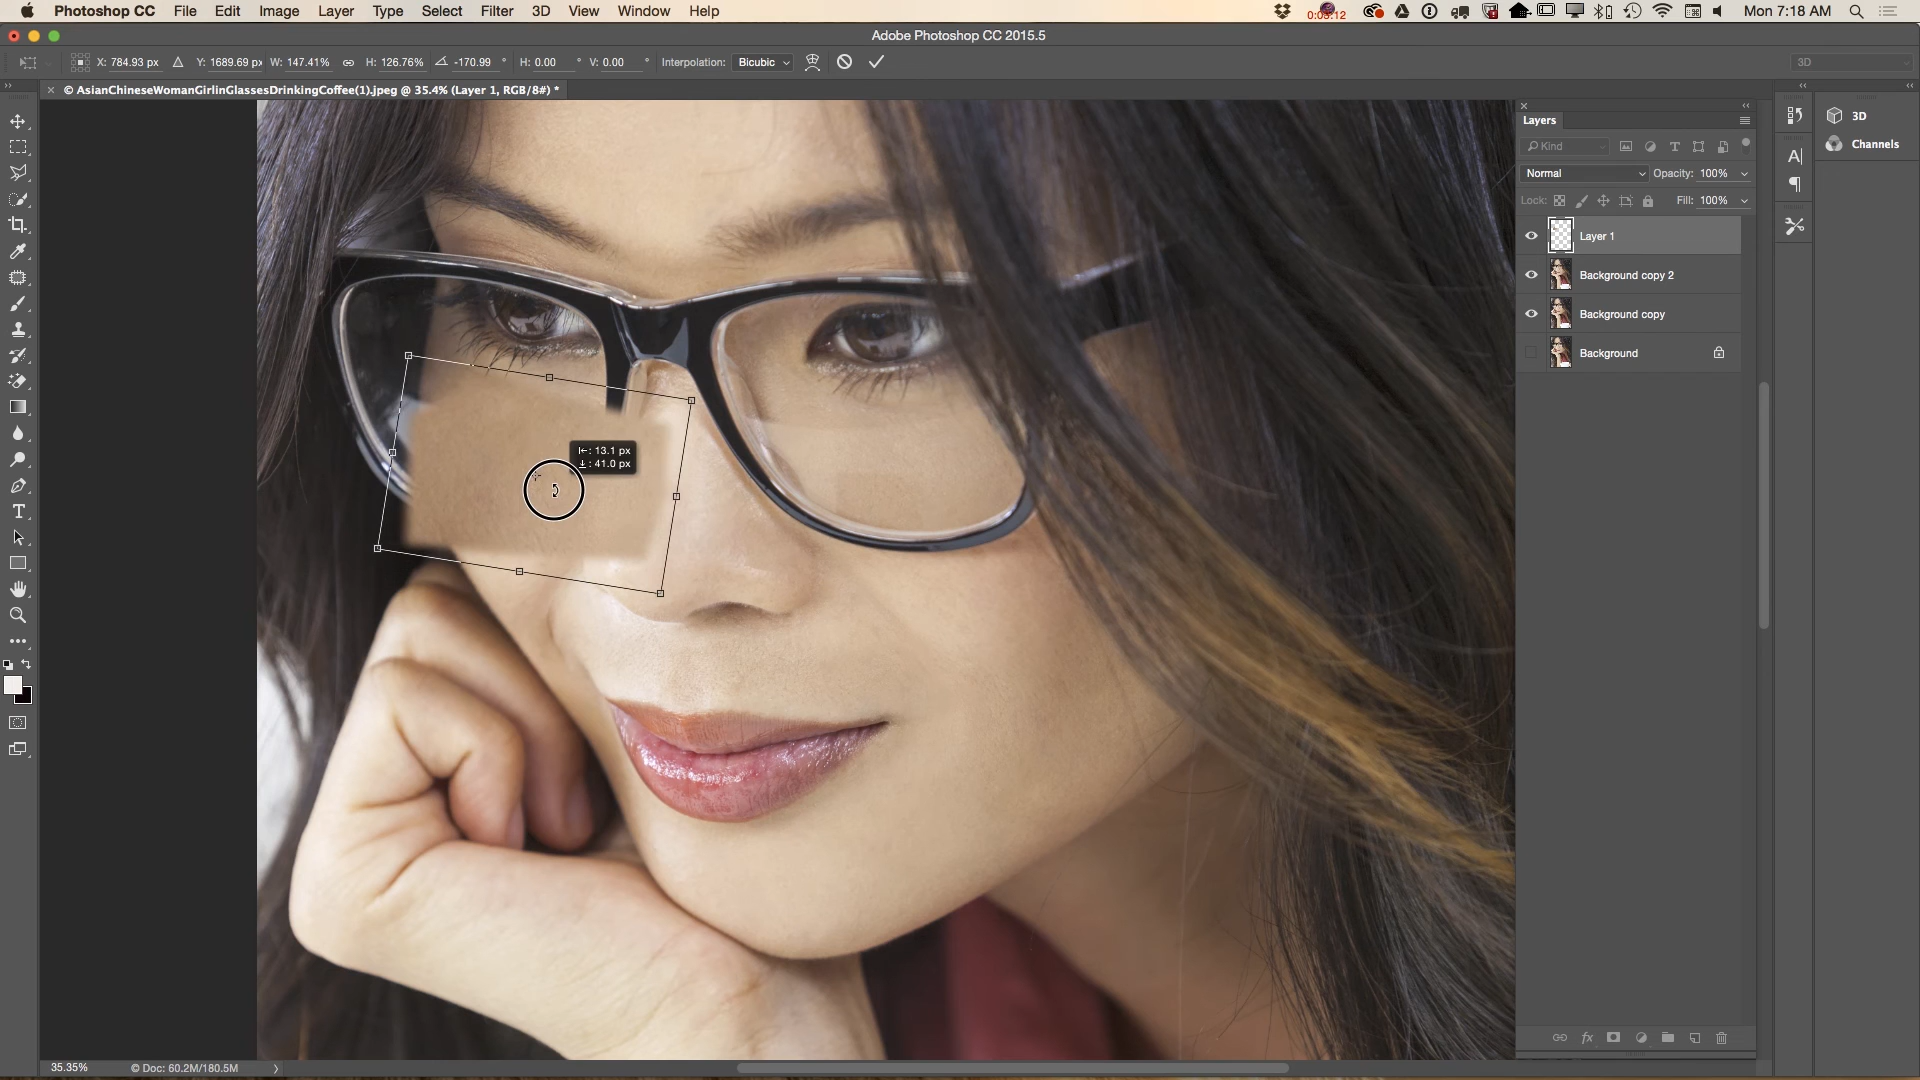 Photoshop CC File Edit Image Layer Type Select Filter 3D View Window Help Mon 7:18 AM
Adobe Photoshop CC 2015.5
X: 784.93 px Y: 1689.69 px W: 147.41% H: 126.76% -170.99 ° H: 0.00 ° V: 0.00 ° Interpolation: Bicubic 3D
© AsianChineseWomanGirlinGlassesDrinkingCoffee(1).jpeg @ 35.4% (Layer 1, RGB/8#) *
Layers
3D
Kind
Channels
Normal Opacity: 100%
Lock: Fill: 100%
Layer 1
Background copy 2
Background copy
Background
: 13.1 px
: 41.0 px
35.35% © Doc: 60.2M/180.5M